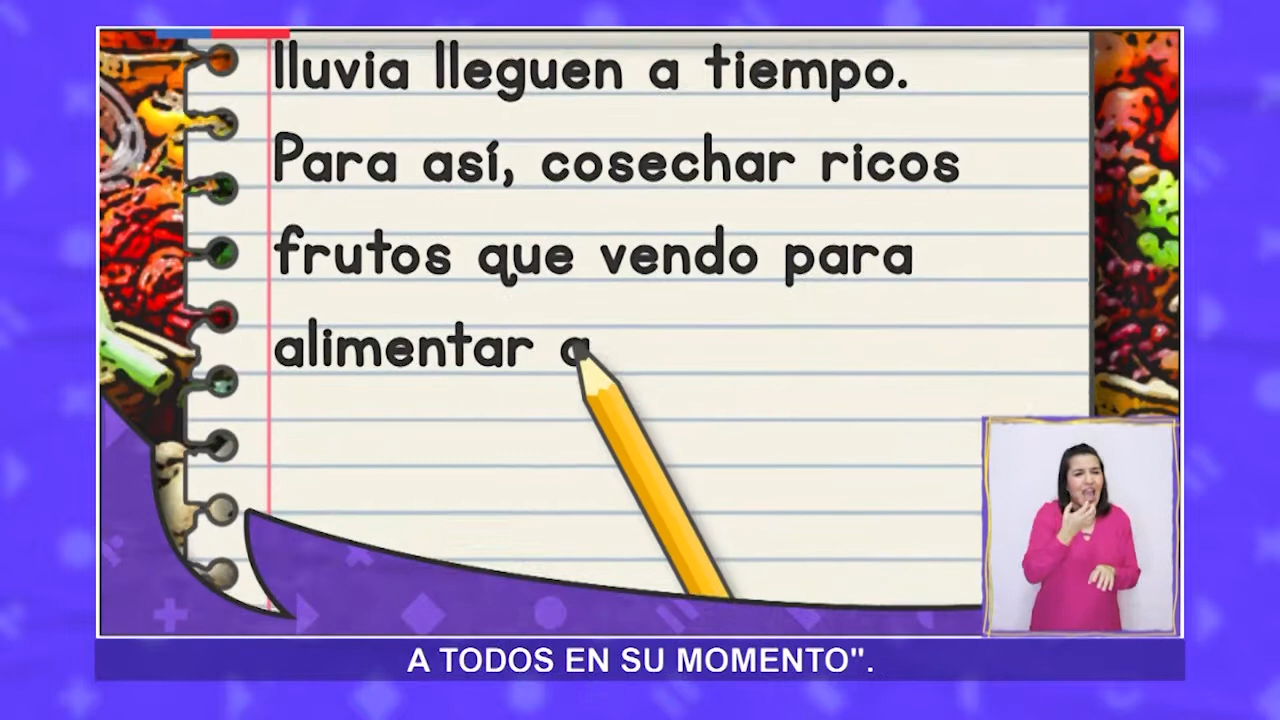 lluvia lleguen a tiempo.
Para así, cosechar ricos
frutos que vendo para
alimentar a
A TODOS EN SU MOMENTO".